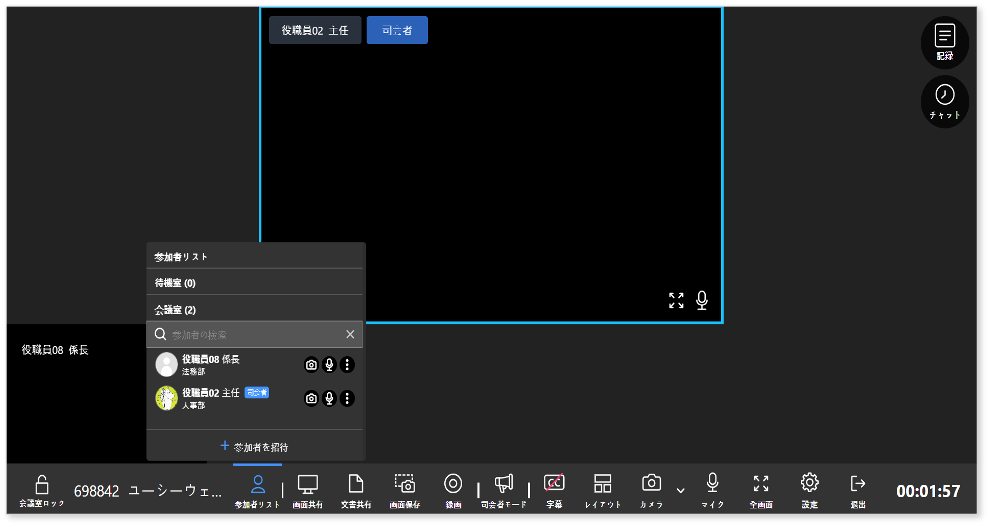 役職員02 主任
司会者
記録
チャット
役職員08 係長
参加者リスト
待機室 (0)
会議室 (2)
参加者の検索
役職員08 係長
法務部
役職員02 主任 司会者
人事部
+ 参加者を招待
会議室ロック
698842 ユーシーウェ...
参加者リスト
画面共有
文書共有
画面保存
録画
司会者モード
字幕
レイアウト
カメラ
マイク
全画面
設定
退出
00:01:57